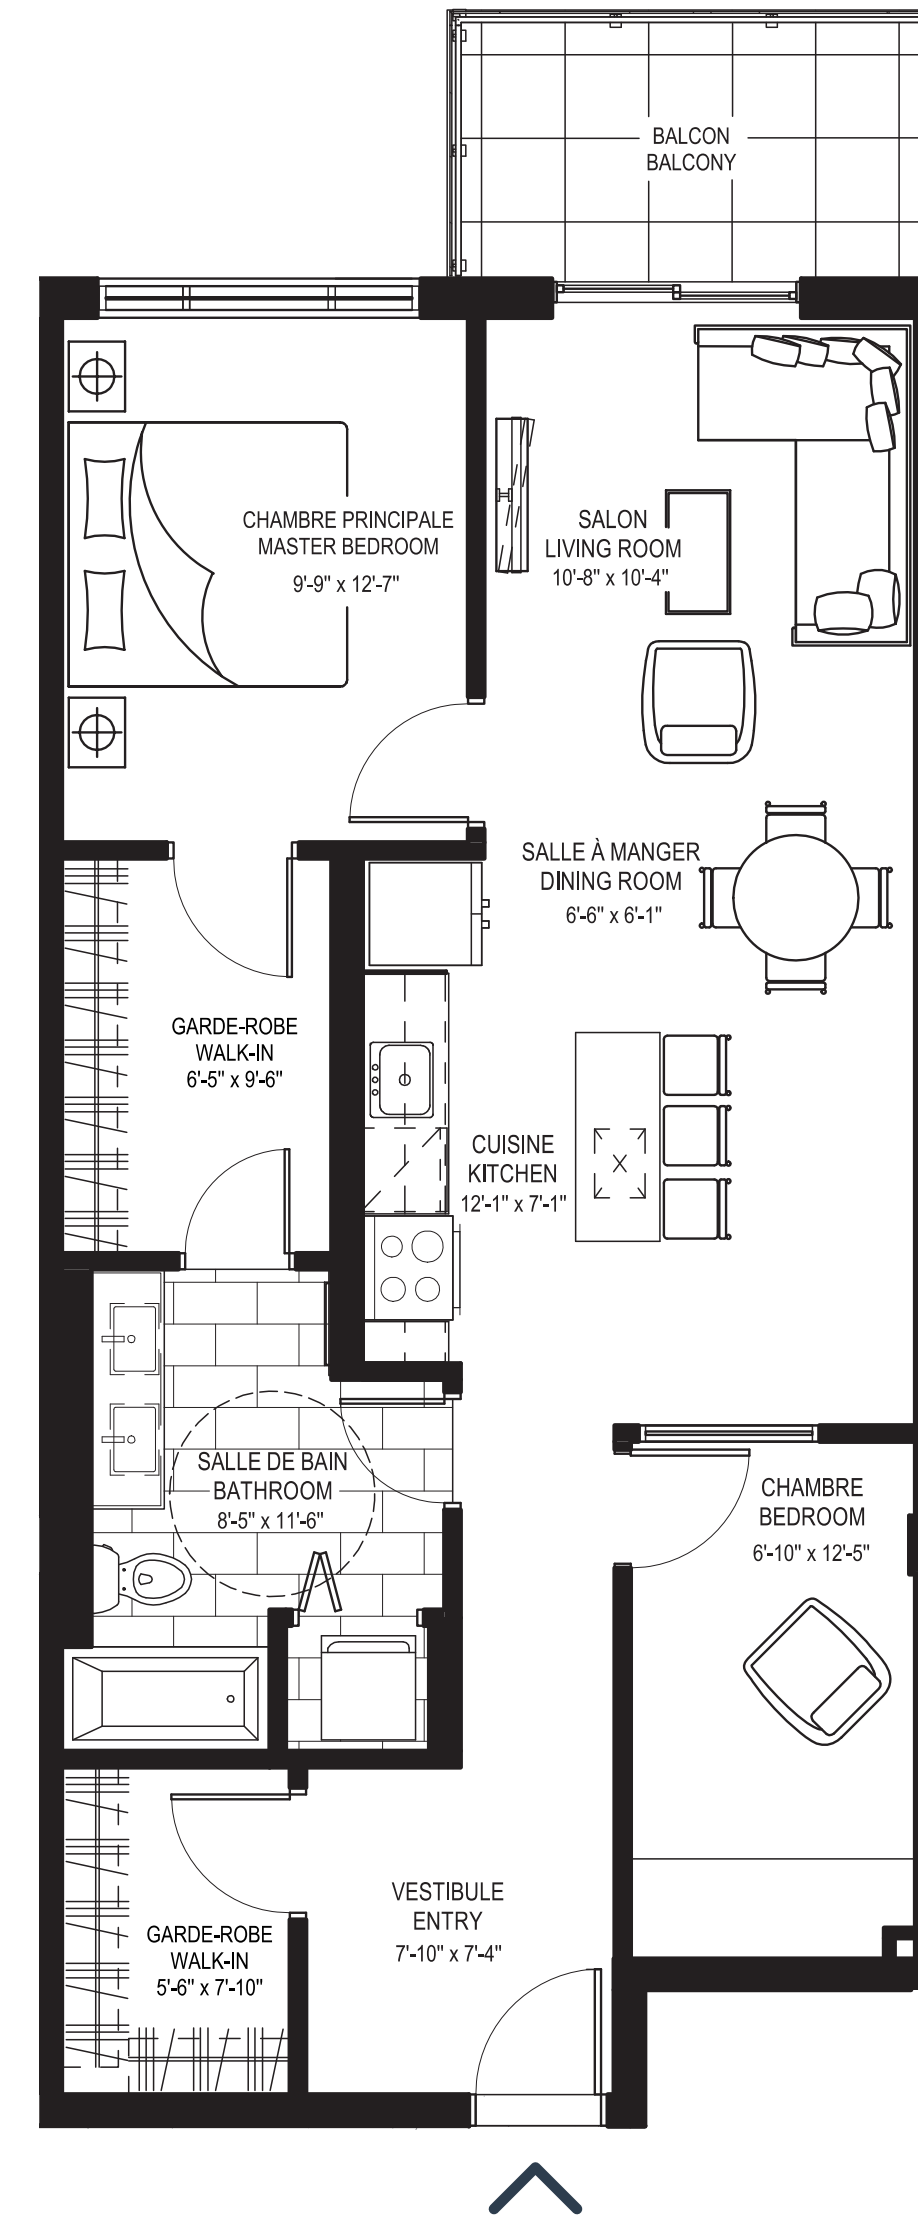 BALCON
BALCONY
CHAMBRE PRINCIPALE
MASTER BEDROOM
9'-9" x 12'-7"
SALON
LIVING ROOM
10'-8" x 10'-4"
SALLE À MANGER
DINING ROOM
6'-6" x 6'-1"
GARDE-ROBE
WALK-IN
6'-5" x 9'-6"
CUISINE
KITCHEN
12'-1" x 7'-1"
SALLE DE BAIN
BATHROOM
8'-5" x 11'-6"
CHAMBRE
BEDROOM
6'-10" x 12'-5"
VESTIBULE
ENTRY
7'-10" x 7'-4"
GARDE-ROBE
WALK-IN
5'-6" x 7'-10"